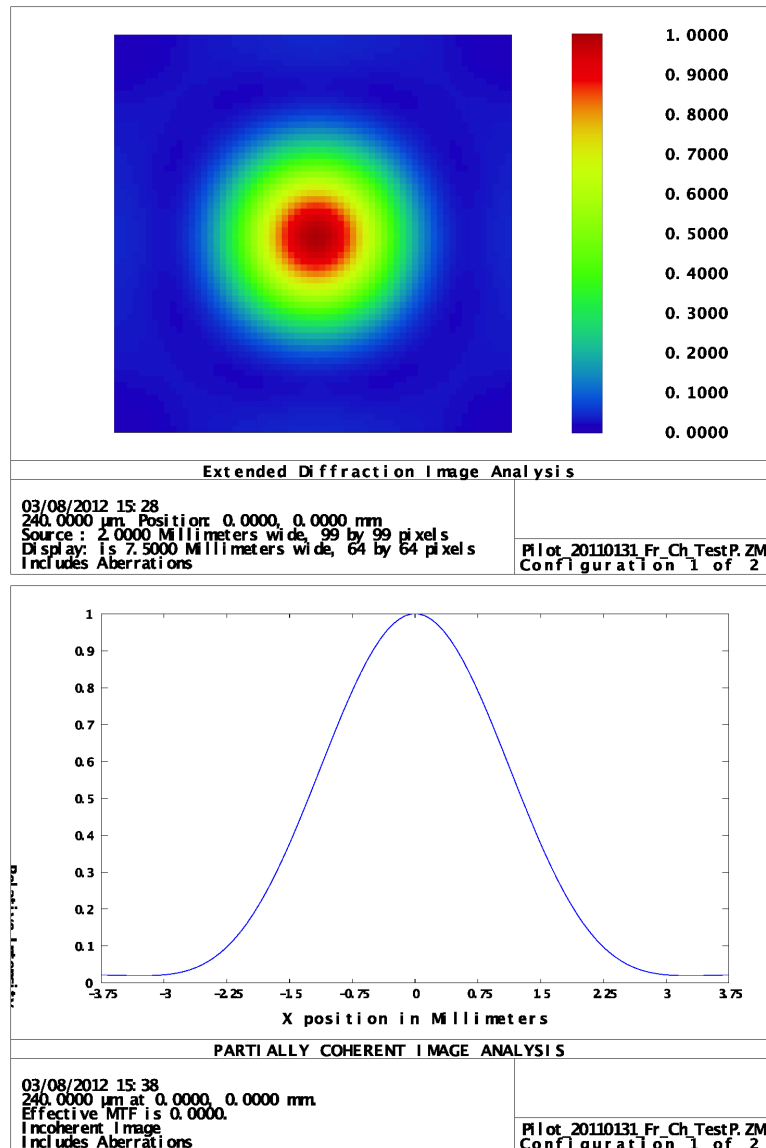 1.0000
0.9000
0.8000
0.7000
0.6000
0.5000
0.4000
0.3000
0.2000
0.1000
0.0000
Extended Diffraction Image Analysis
03/08/2012 15:28
240.0000 µm. Position: 0.0000, 0.0000 mm
Source : 2.0000 Millimeters wide, 99 by 99 pixels
Display: is 7.5000 Millimeters wide, 64 by 64 pixels
Includes Aberrations
Pilot_20110131_Fr_Ch_TestP.ZM
Configuration 1 of 2
1
0.9
0.8
0.7
0.6
0.5
0.4
0.3
0.2
0.1
0
-3.75 -3 -2.25 -1.5 -0.75 0 0.75 1.5 2.25 3 3.75
X position in Millimeters
PARTIALLY COHERENT IMAGE ANALYSIS
03/08/2012 15:38
240.0000 µm at 0.0000, 0.0000 mm.
Effective MTF is 0.0000.
Incoherent Image
Includes Aberrations
Pilot_20110131_Fr_Ch_TestP.ZM
Configuration 1 of 2